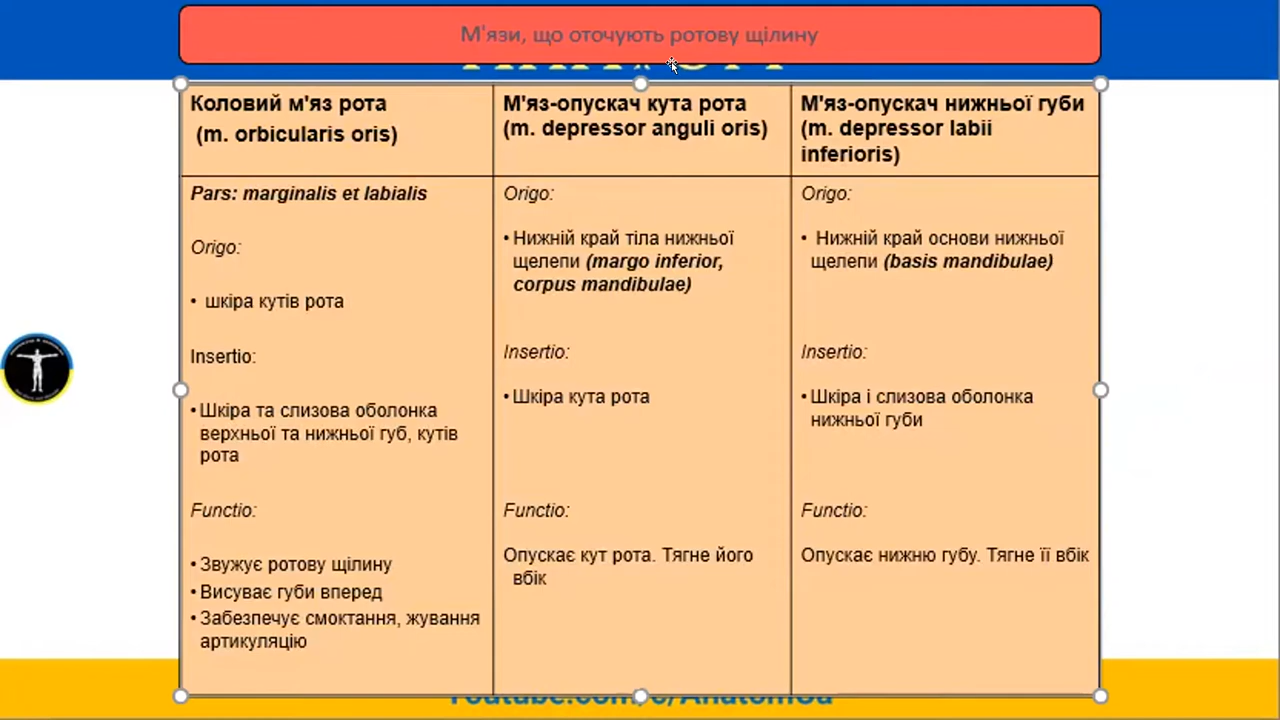 М'язи, що оточують ротову щілину
Коловий м'яз рота
(m. orbicularis oris)
Pars: marginalis et labialis
Origo:
• шкіра кутів рота
Insertio:
• Шкіра та слизова оболонка
верхньої та нижньої губ, кутів
рота
Functio:
• Звужує ротову щілину
• Висуває губи вперед
• Забезпечує смоктання, жування
артикуляцію
М'яз-опускач кута рота
(m. depressor anguli oris)
Origo:
• Нижній край тіла нижньої
щелепи (margo inferior,
corpus mandibulae)
Insertio:
• Шкіра кута рота
Functio:
Опускає кут рота. Тягне його
вбік
М'яз-опускач нижньої губи
(m. depressor labii
inferioris)
Origo:
• Нижній край основи нижньої
щелепи (basis mandibulae)
Insertio:
• Шкіра і слизова оболонка
нижньої губи
Functio:
Опускає нижню губу. Тягне її вбік
Youtube.com/c/AnatomUa